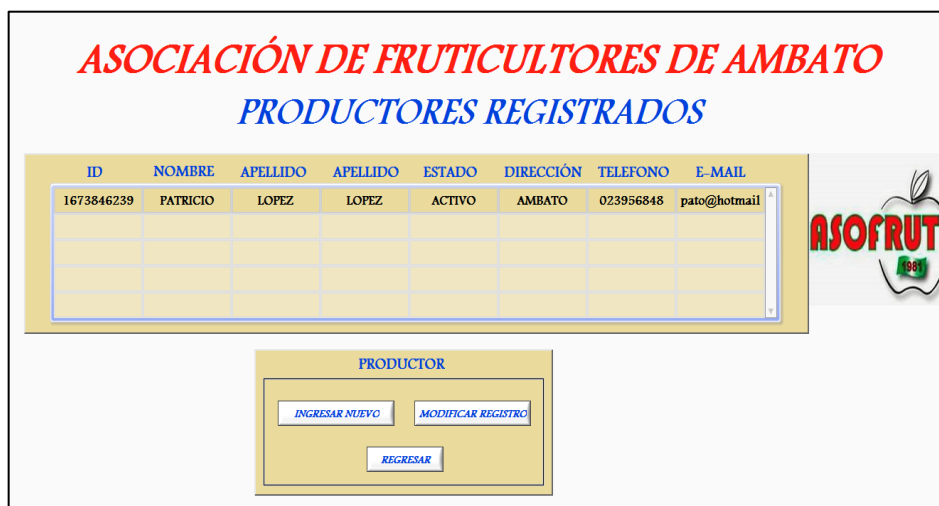 ASOCIACIÓN DE FRUTICULTORES DE AMBATO
PRODUCTORES REGISTRADOS
ID NOMBRE APELLIDO APELLIDO ESTADO DIRECCIÓN TELEFONO E-MAIL
1673846239 PATRICIO LOPEZ LOPEZ ACTIVO AMBATO 023956848 pato@hotmail
ASOFRUT
1981
PRODUCTOR
INGRESAR NUEVO MODIFICAR REGISTRO
REGRESAR